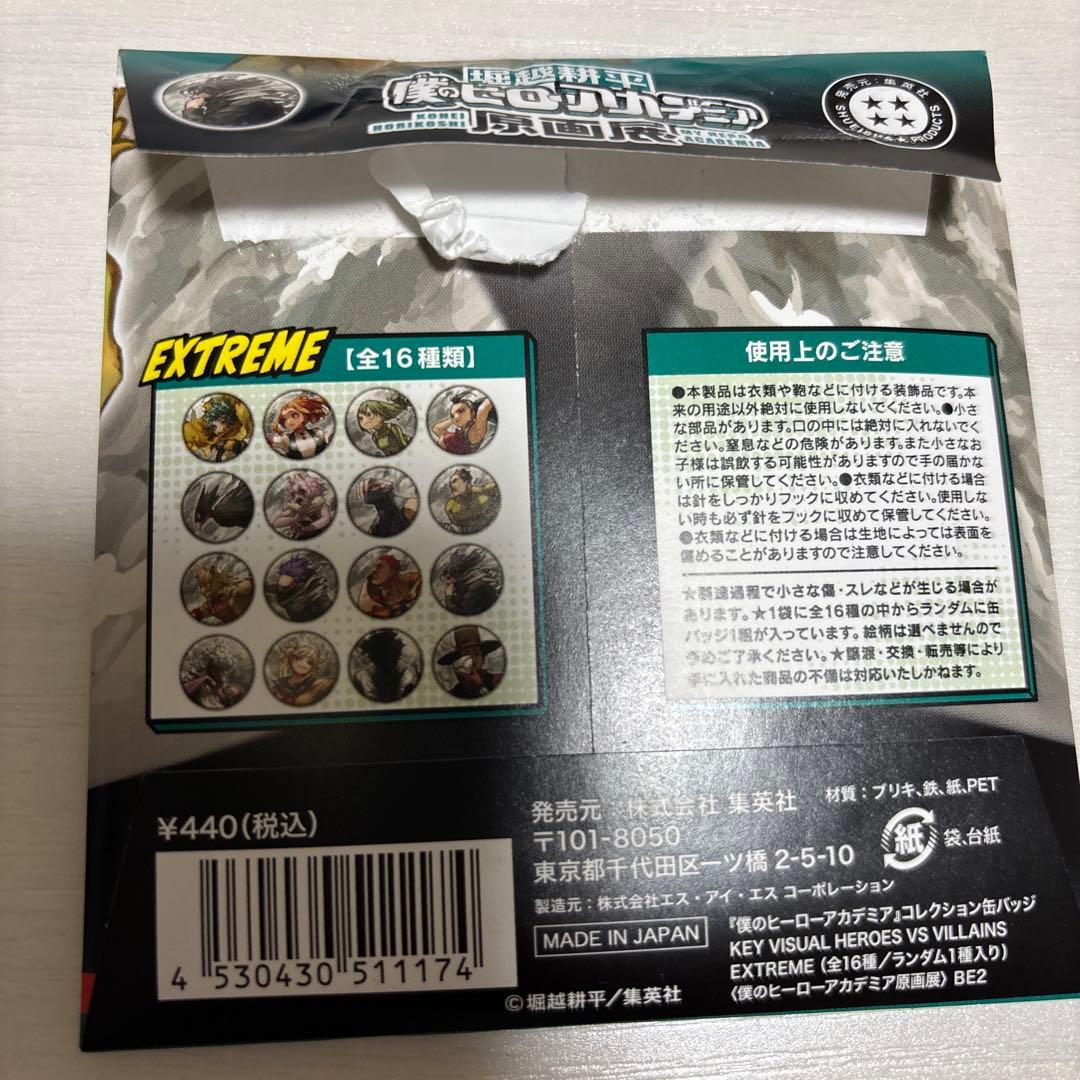 堀越耕平
僕のヒーローアカデミア
KOHEI
HORIKOSHI
原画展
MY HERO
ACADEMIA
発売元:集英社
SHUEISHA★PRODUCTS
EXTREME【全16種類】
使用上のご注意
●本製品は衣類や鞄などに付ける装飾品です。本
来の用途以外絶対に使用しないでください。●小さ
な部品があります。口の中には絶対に入れないでく
ださい。窒息などの危険があります。また小さなお
子様は誤飲する可能性がありますので手の届かな
い所に保管してください。●衣類などに付ける場合
は針をしっかりフックに収めてください。使用しな
い時も必ず針をフックに収めて保管してください。
●衣類などに付ける場合は生地によっては表面を
傷めることがありますので注意してください。
★製造過程で小さな傷・スレなどが生じる場合が
あります。★1袋に全16種の中からランダムに缶
バッジ1種が入っています。絵柄は選べませんので
予めご了承ください。★譲渡・交換・転売等により
手に入れた商品の不備は対応いたしかねます。
¥440(税込)
4 530430 511174
発売元 株式会社 集英社
〒101-8050
東京都千代田区一ツ橋 2-5-10
製造元:株式会社エス・アイ・エス コーポレーション
MADE IN JAPAN
©堀越耕平/集英社
材質:ブリキ、鉄、紙、PET
紙 袋、台紙
『僕のヒーローアカデミア』コレクション缶バッジ
KEY VISUAL HEROES VS VILLAINS
EXTREME (全16種/ランダム1種入り)
〈僕のヒーローアカデミア原画展〉 BE2